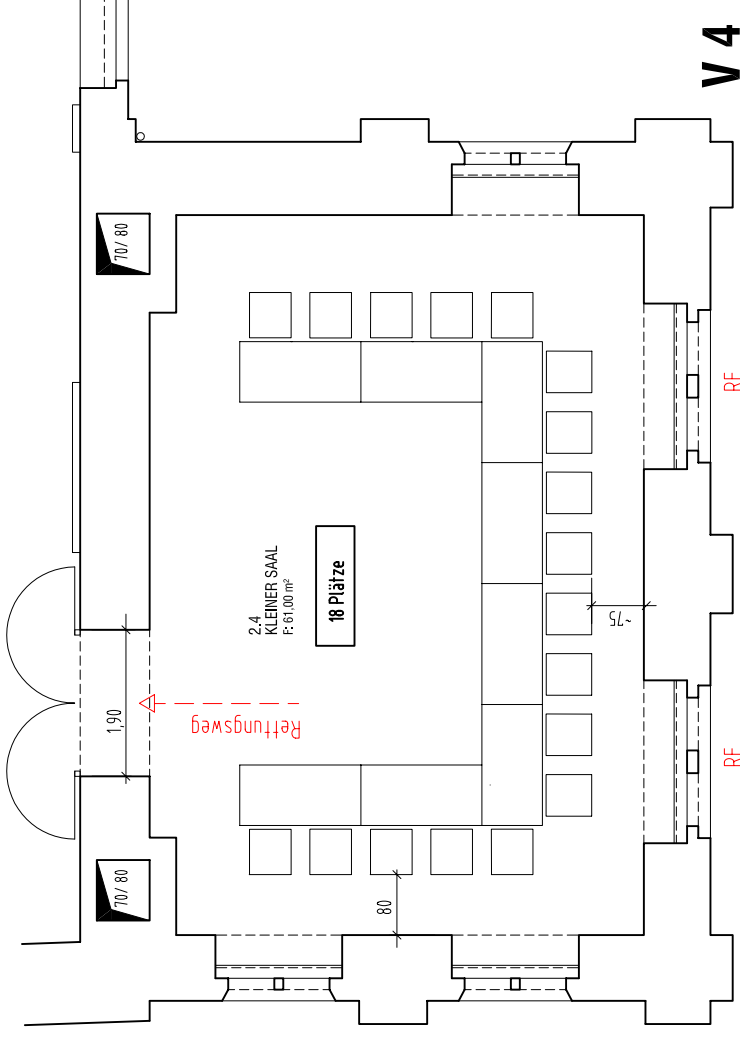 V 4
70/ 80
2.4
KLEINER SAAL
F: 61,00 m²
18 Plätze
1,90
Rettungsweg
~75
80
70/ 80
RF
RF